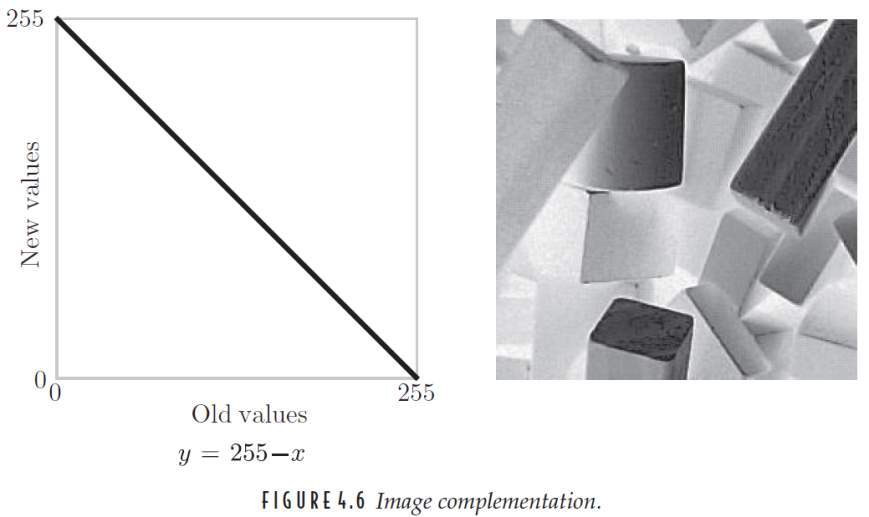 255
New values
0
0
255
Old values
y = 255−x
FIGURE 4.6 Image complementation.